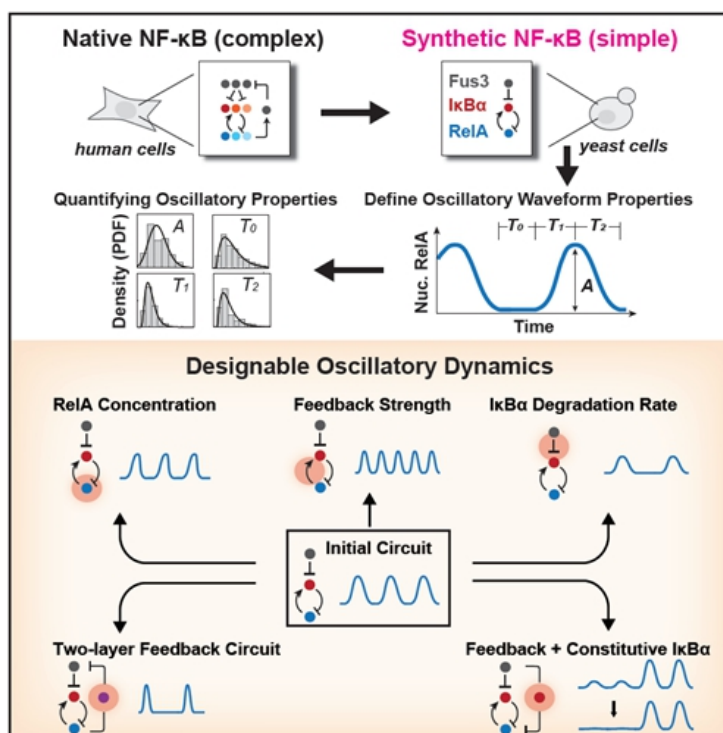 Native NF-κB (complex)
Synthetic NF-κB (simple)
Fus3
IκBα
RelA
human cells
yeast cells
Quantifying Oscillatory Properties
Define Oscillatory Waveform Properties
Density (PDF)
A
T0
T1
T2
Nuc. RelA
T0
T1
T2
A
Time
Designable Oscillatory Dynamics
RelA Concentration
Feedback Strength
IκBα Degradation Rate
Initial Circuit
Two-layer Feedback Circuit
Feedback + Constitutive IκBα